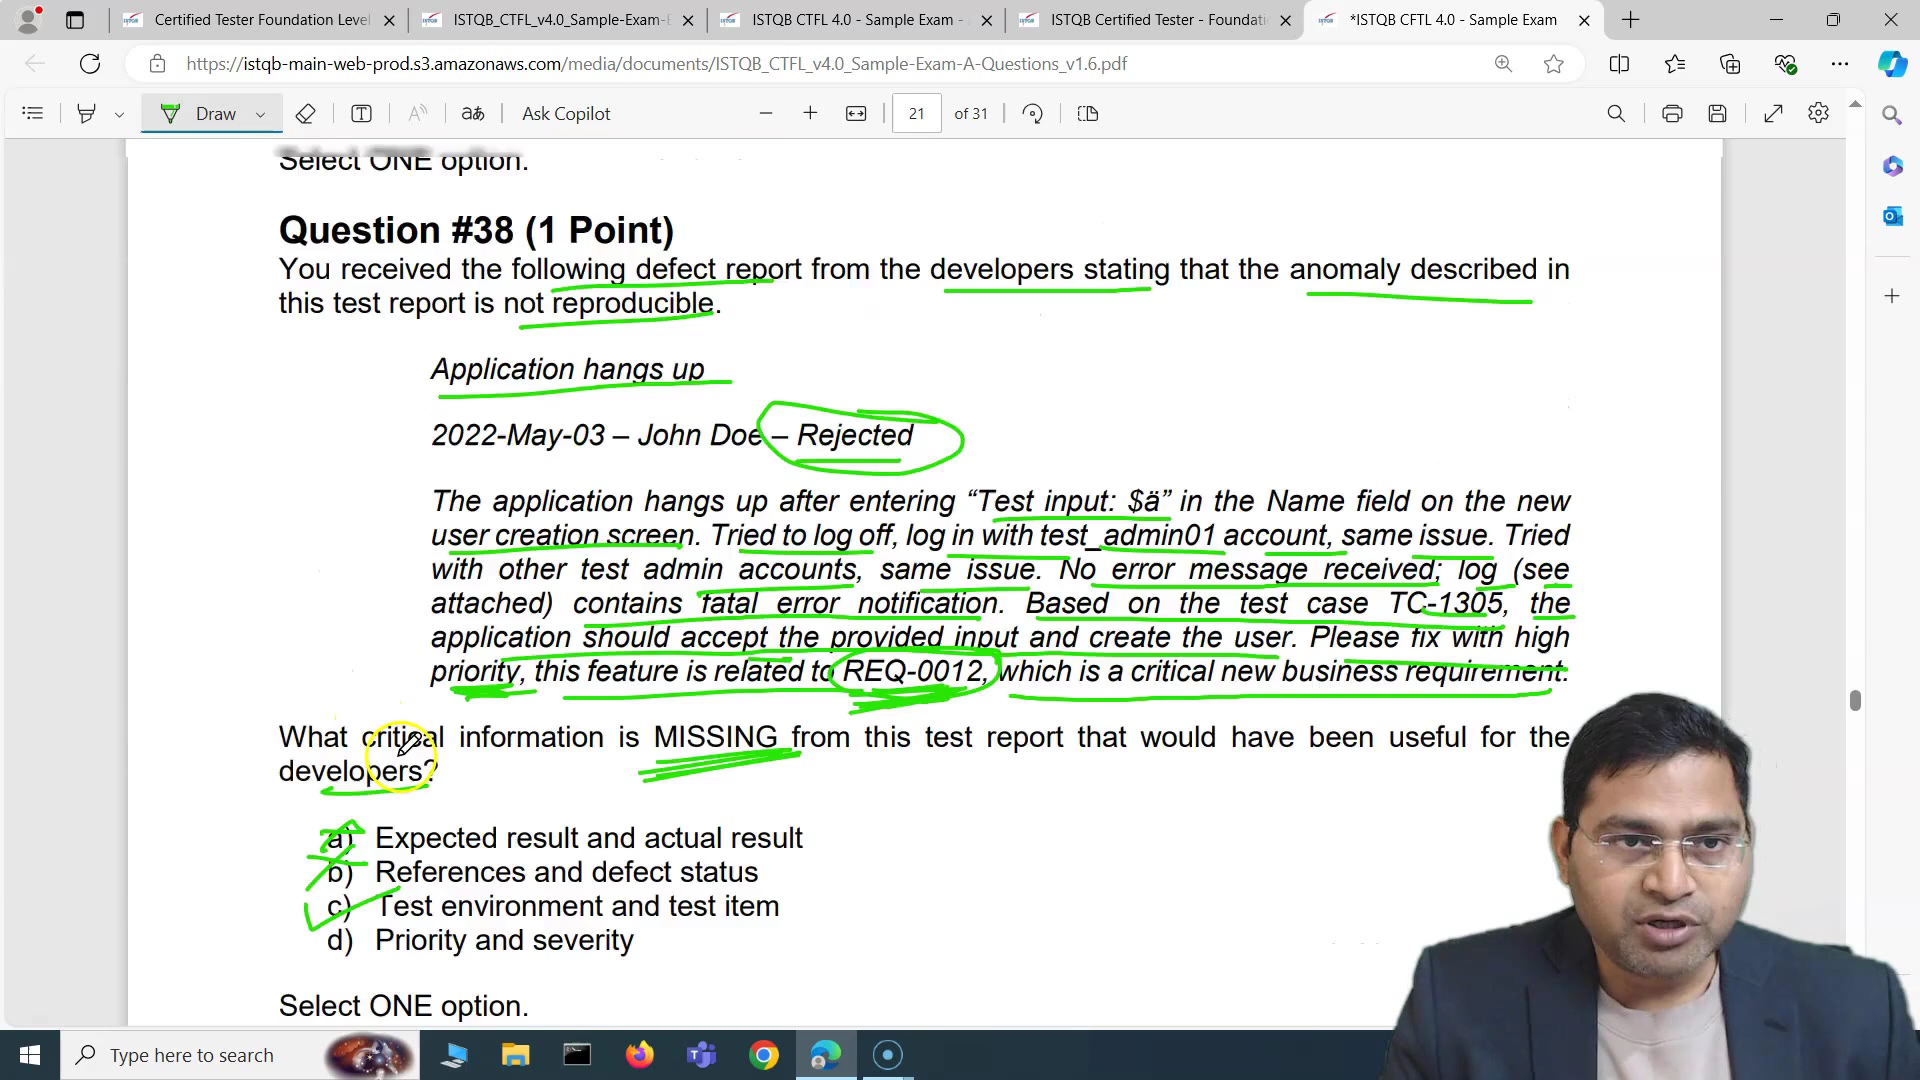 Certified Tester Foundation Level
ISTQB_CTFL_v4.0_Sample-Exam-E
ISTQB CTFL 4.0 - Sample Exam -
ISTQB Certified Tester - Foundati
*ISTQB CFTL 4.0 - Sample Exam
https://istqb-main-web-prod.s3.amazonaws.com/media/documents/ISTQB_CTFL_v4.0_Sample-Exam-A-Questions_v1.6.pdf
Draw
aあ
Ask Copilot
21 of 31
Select ONE option.
Question #38 (1 Point)
You received the following defect report from the developers stating that the anomaly described in
this test report is not reproducible.
Application hangs up
2022-May-03 – John Doe – Rejected
The application hangs up after entering “Test input: $ä” in the Name field on the new
user creation screen. Tried to log off, log in with test_admin01 account, same issue. Tried
with other test admin accounts, same issue. No error message received; log (see
attached) contains fatal error notification. Based on the test case TC-1305, the
application should accept the provided input and create the user. Please fix with high
priority, this feature is related to REQ-0012, which is a critical new business requirement.
What critical information is MISSING from this test report that would have been useful for the
developers?
a) Expected result and actual result
b) References and defect status
c) Test environment and test item
d) Priority and severity
Select ONE option.
Type here to search